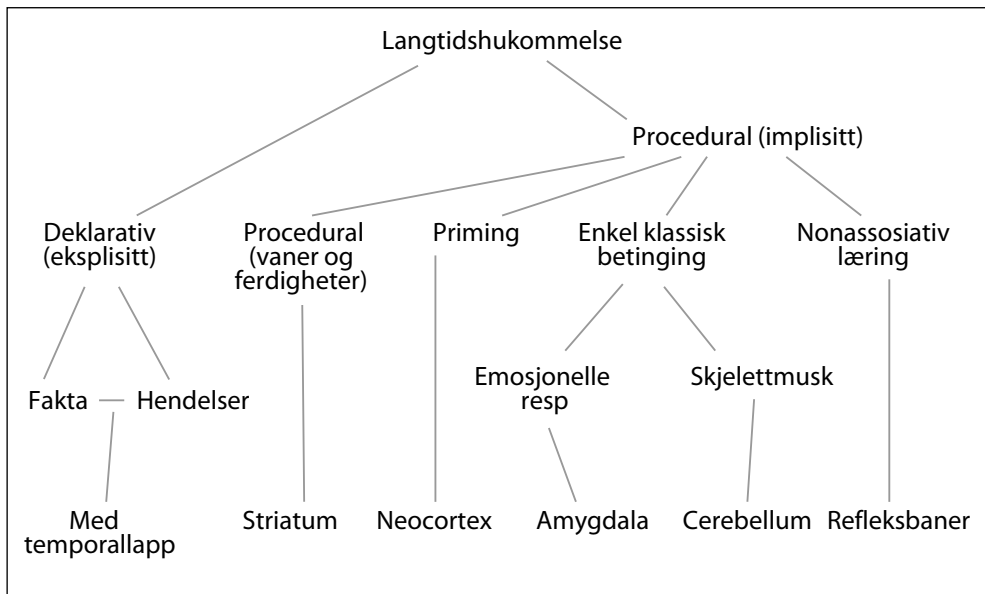 Langtidshukommelse
Procedural (implisitt)
Deklarativ
(eksplisitt)
Procedural
(vaner og
ferdigheter)
Priming
Enkel klassisk
betinging
Nonassosiativ
læring
Fakta
Hendelser
Emosjonelle
resp
Skjelettmusk
Med
temporallapp
Striatum
Neocortex
Amygdala
Cerebellum
Refleksbaner